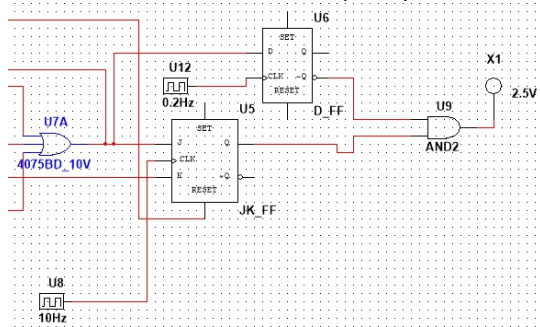 U6
SET
D Q
CLK ~Q
RESET
D_FF
U12
0.2Hz
X1
2.5V
U9
AND2
U7A
4075BD_10V
U5
SET
J Q
CLK
K ~Q
RESET
JK_FF
U8
10Hz